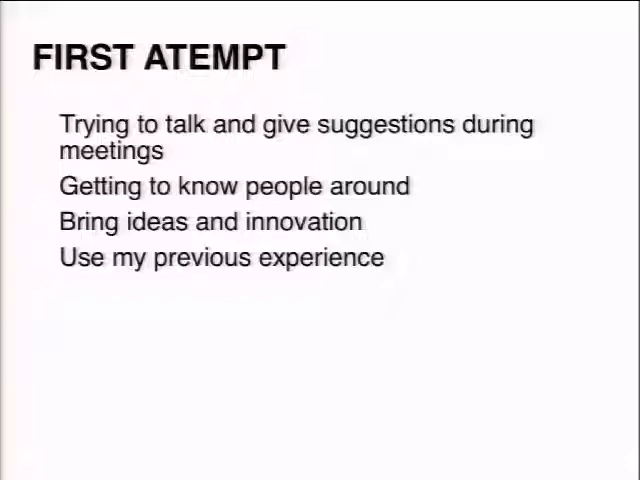 FIRST ATEMPT
Trying to talk and give suggestions during
meetings
Getting to know people around
Bring ideas and innovation
Use my previous experience